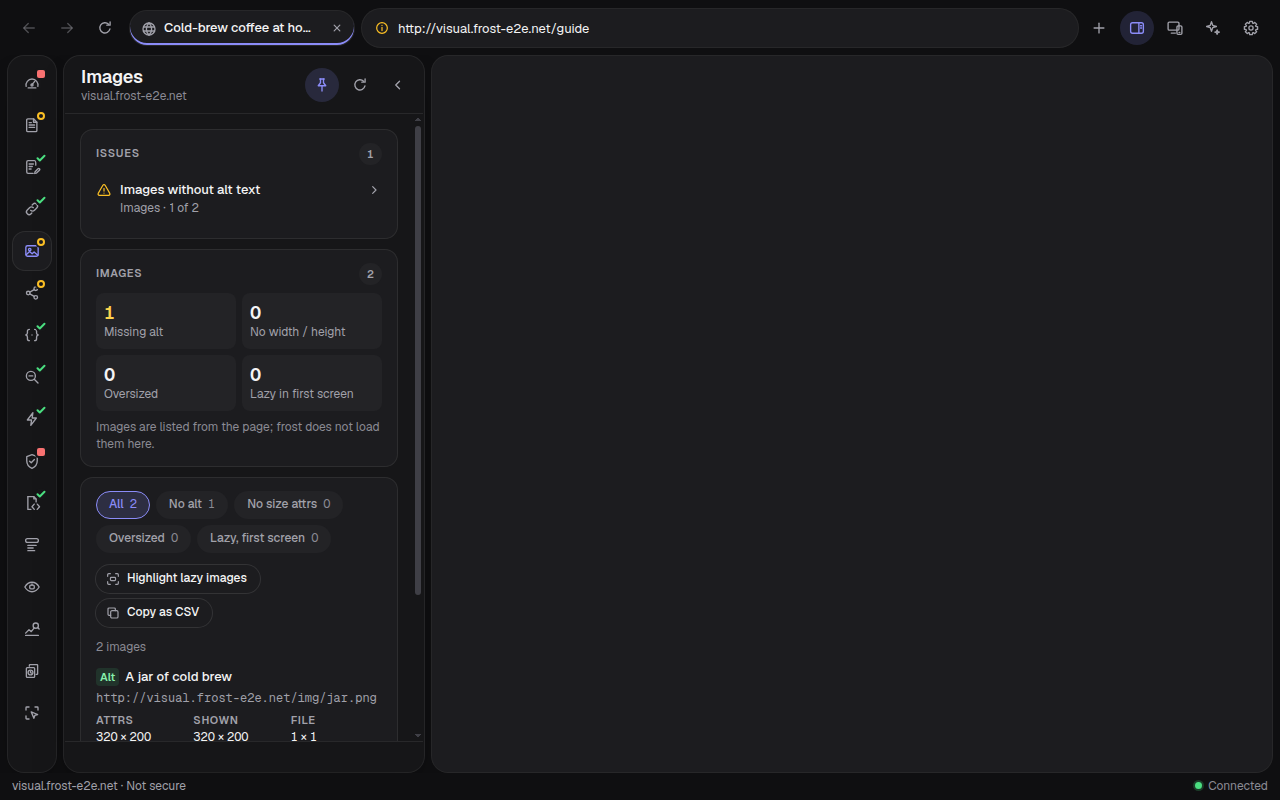 Cold-brew coffee at ho...
http://visual.frost-e2e.net/guide
Images
visual.frost-e2e.net
ISSUES 1
Images without alt text
Images · 1 of 2
IMAGES 2
1 0
Missing alt No width / height
0 0
Oversized Lazy in first screen
Images are listed from the page; frost does not load
them here.
All 2 No alt 1 No size attrs 0
Oversized 0 Lazy, first screen 0
Highlight lazy images
Copy as CSV
2 images
Alt A jar of cold brew
http://visual.frost-e2e.net/img/jar.png
ATTRS SHOWN FILE
320 × 200 320 × 200 1 × 1
visual.frost-e2e.net · Not secure Connected